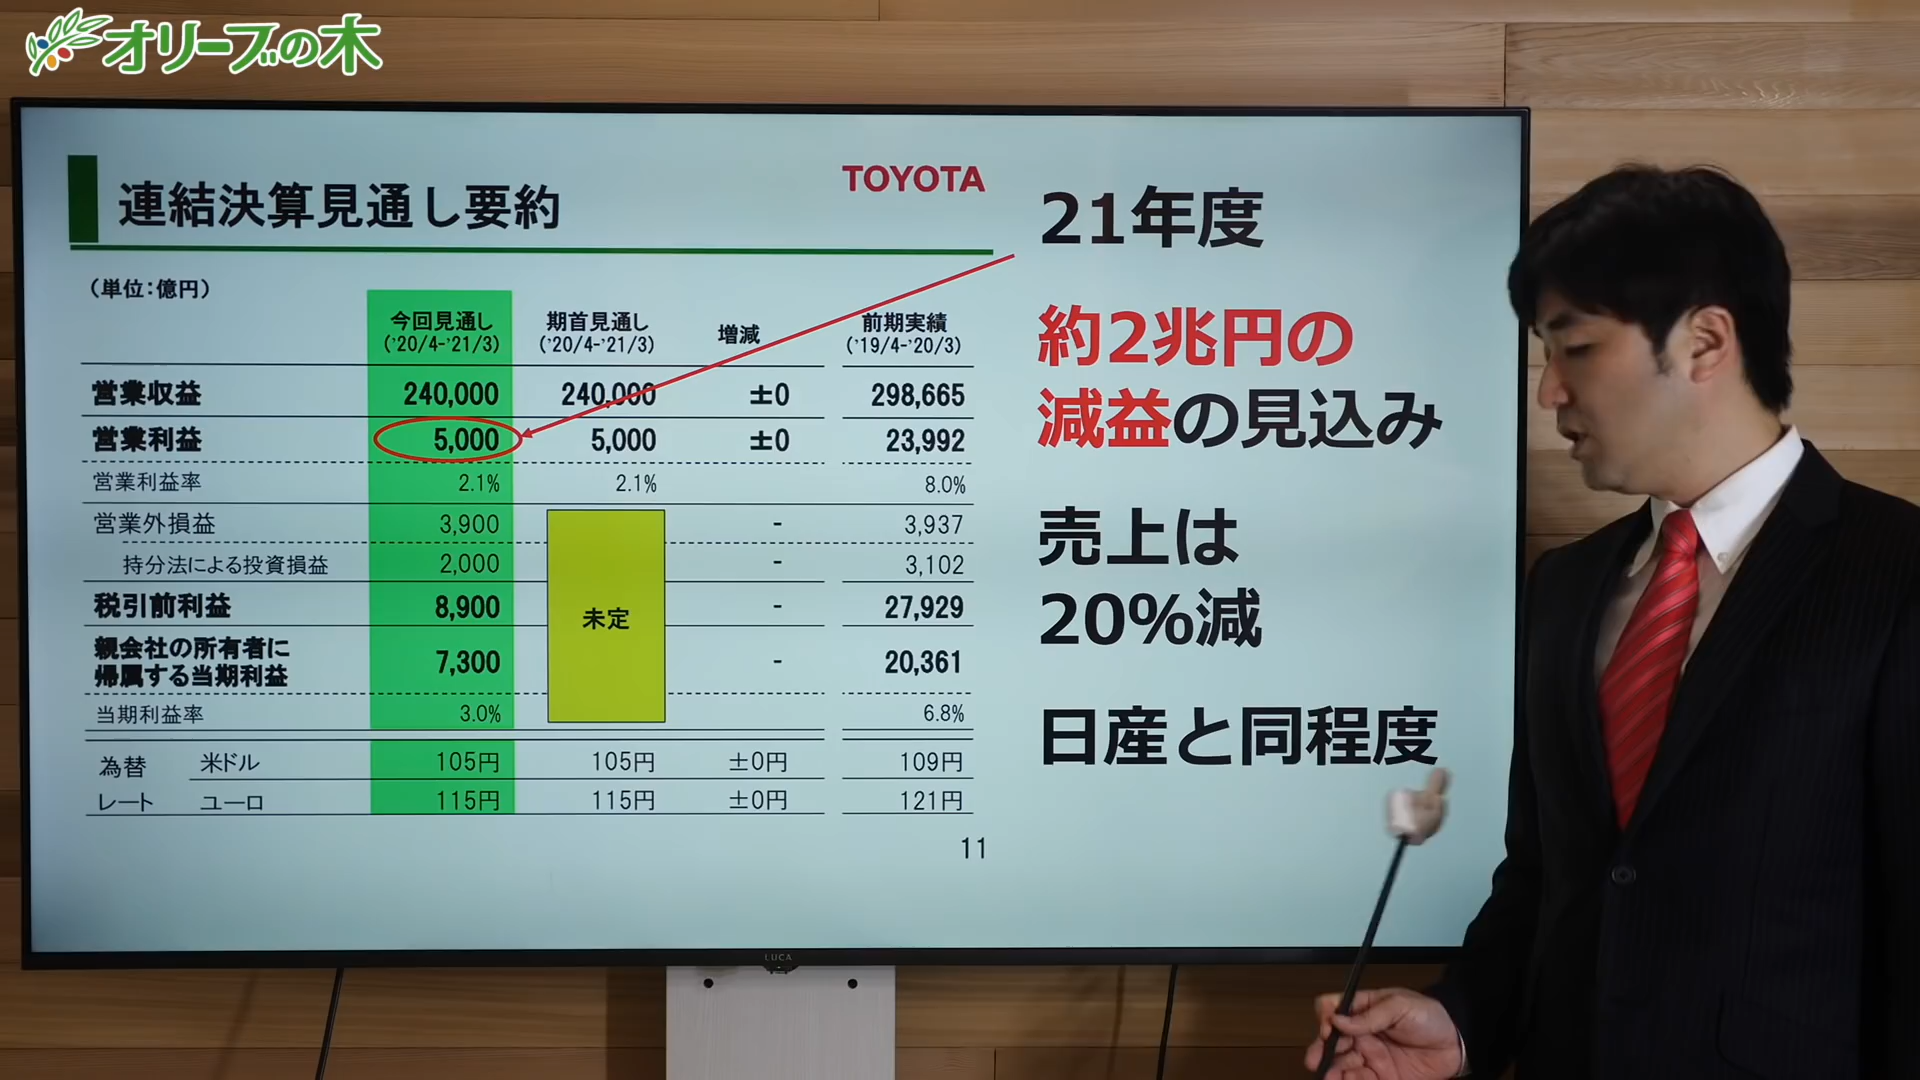 オリーブの木
連結決算見通し要約
TOYOTA
（単位：億円）
今回見通し 期首見通し 増減 前期実績
('20/4-'21/3) ('20/4-'21/3) ('19/4-'20/3)
営業収益 240,000 240,000 ±0 298,665
営業利益 5,000 5,000 ±0 23,992
営業利益率 2.1% 2.1% 8.0%
営業外損益 3,900 - 3,937
持分法による投資損益 2,000 - 3,102
税引前利益 8,900 未定 - 27,929
親会社の所有者に
帰属する当期利益 7,300 - 20,361
当期利益率 3.0% 6.8%
為替 米ドル 105円 105円 ±0円 109円
レート ユーロ 115円 115円 ±0円 121円
11
21年度
約2兆円の
減益の見込み
売上は
20%減
日産と同程度
LUCA